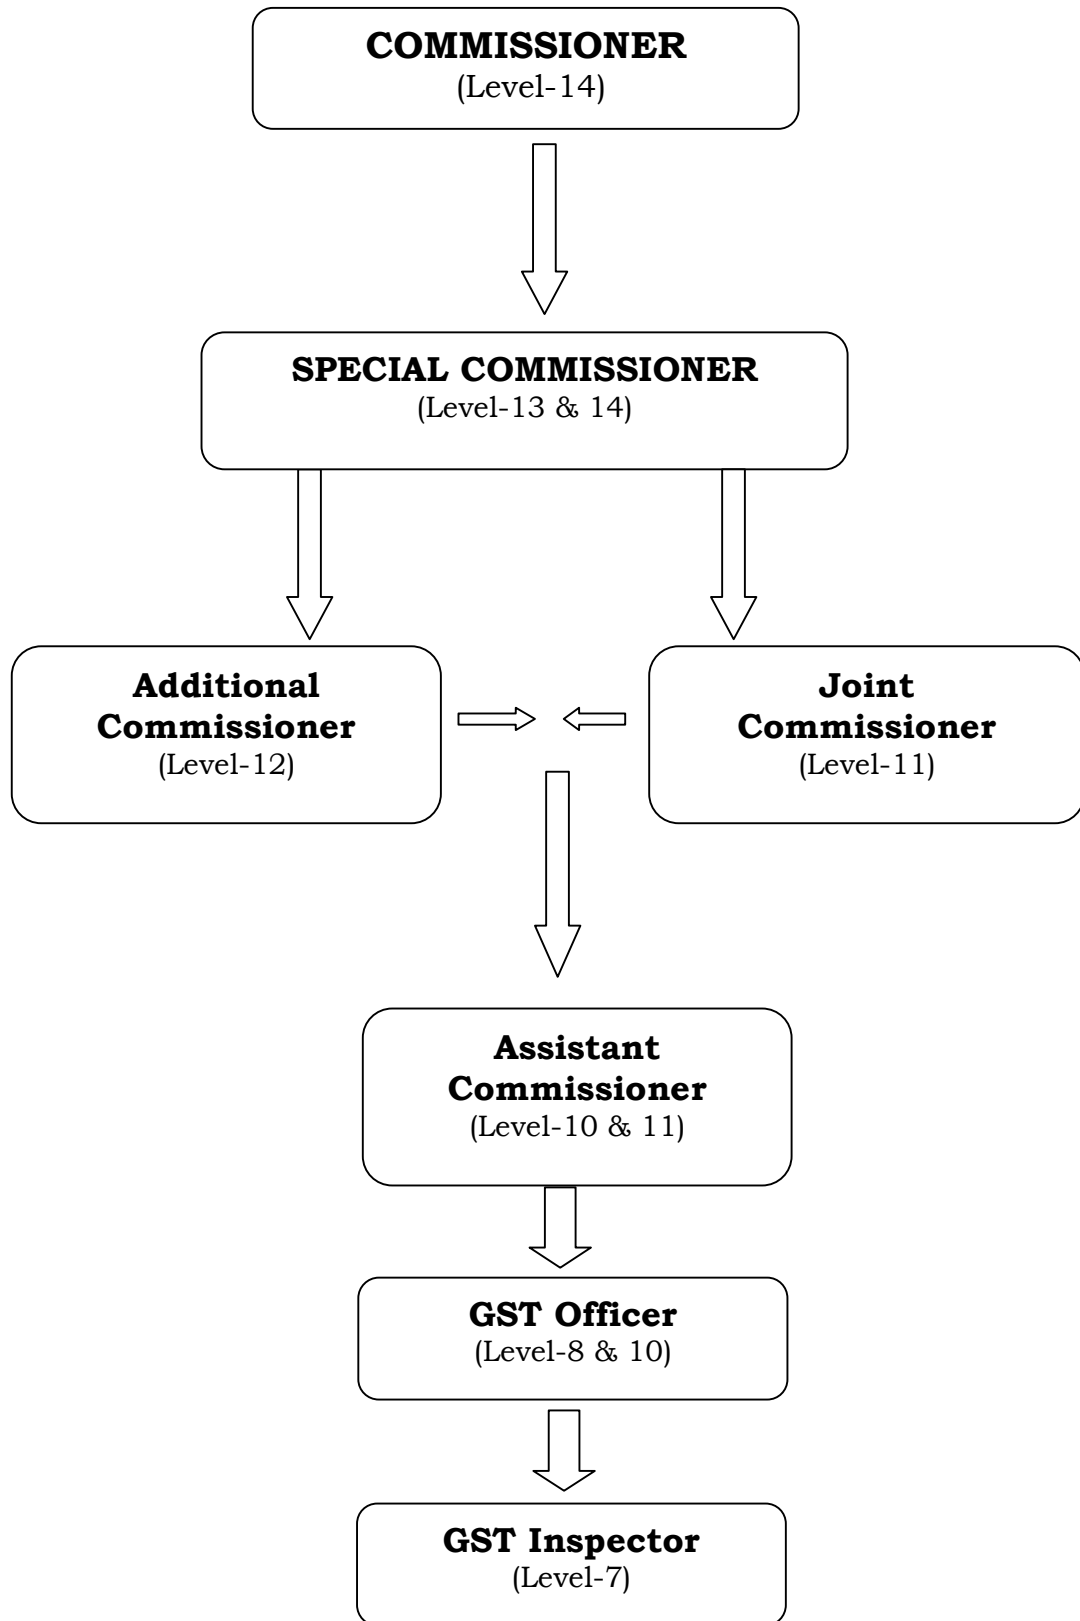 COMMISSIONER
(Level-14)
SPECIAL COMMISSIONER
(Level-13 & 14)
Additional
Commissioner
(Level-12)
Joint
Commissioner
(Level-11)
Assistant
Commissioner
(Level-10 & 11)
GST Officer
(Level-8 & 10)
GST Inspector
(Level-7)